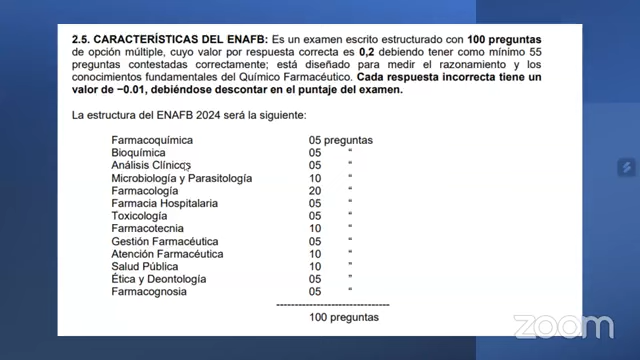 2.5. CARACTERÍSTICAS DEL ENAFB: Es un examen escrito estructurado con 100 preguntas
de opción múltiple, cuyo valor por respuesta correcta es 0,2 debiendo tener como mínimo 55
preguntas contestadas correctamente; está diseñado para medir el razonamiento y los
conocimientos fundamentales del Químico Farmacéutico. Cada respuesta incorrecta tiene un
valor de −0.01, debiéndose descontar en el puntaje del examen.
La estructura del ENAFB 2024 será la siguiente:
Farmacoquímica 05 preguntas
Bioquímica 05 “
Análisis Clínicos 05 “
Microbiología y Parasitología 10 “
Farmacología 20 “
Farmacia Hospitalaria 05 “
Toxicología 05 “
Farmacotecnia 10 “
Gestión Farmacéutica 05 “
Atención Farmacéutica 10 “
Salud Pública 10 “
Ética y Deontología 05 “
Farmacognosia 05 “
100 preguntas
zoom